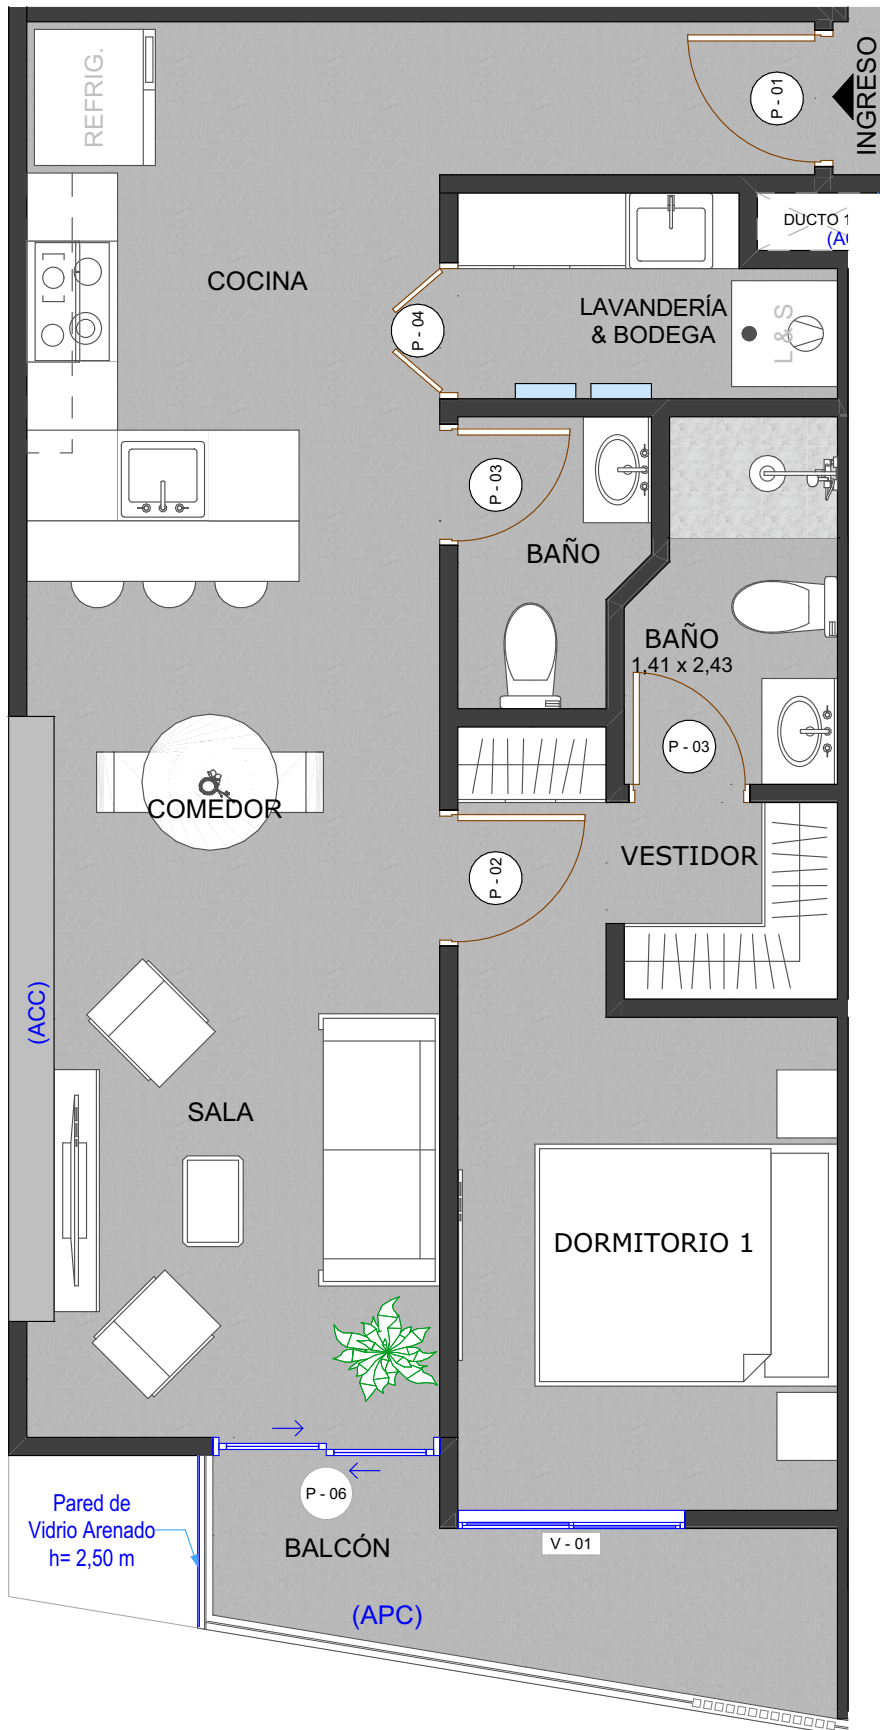 REFRIG.
P - 01
INGRESO
DUCTO 1
COCINA
P - 04
LAVANDERÍA
& BODEGA
L & S
P - 03
BAÑO
BAÑO
1,41 x 2,43
P - 03
COMEDOR
P - 02
VESTIDOR
(ACC)
SALA
DORMITORIO 1
P - 06
Pared de
Vidrio Arenado
h= 2,50 m
BALCÓN
V - 01
(APC)